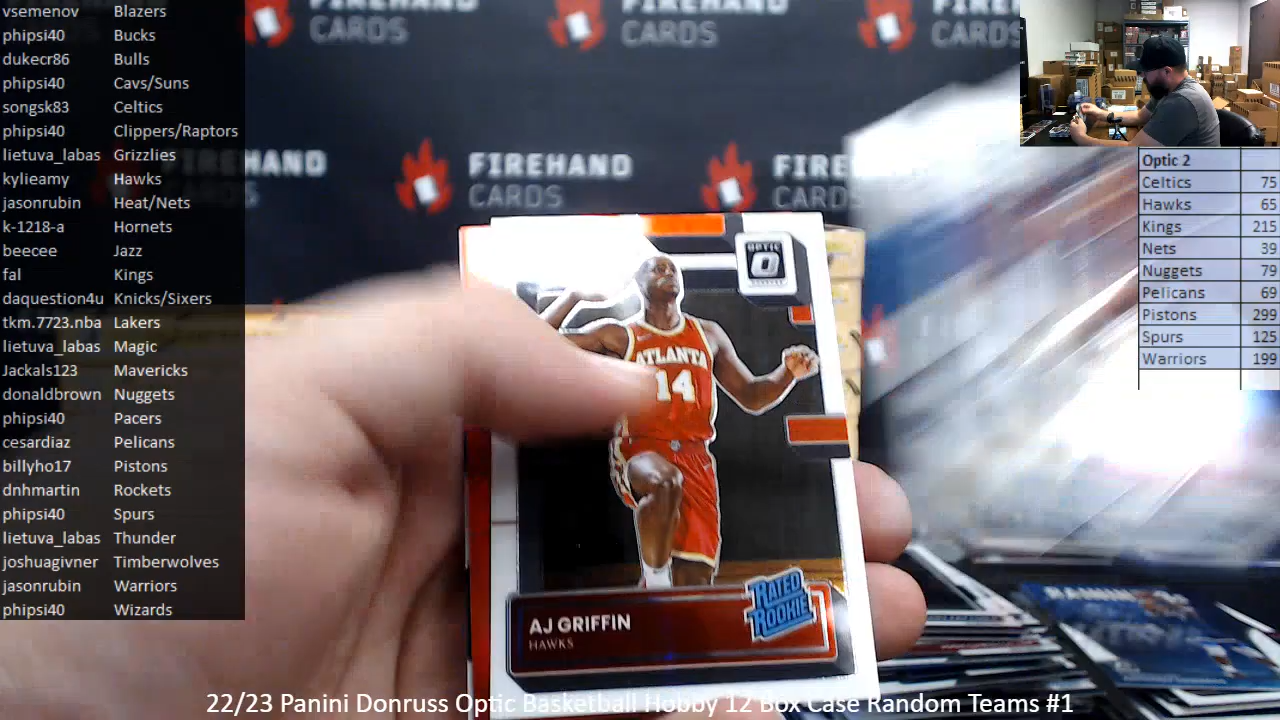 vsemenov Blazers
phipsi40 Bucks
dukecr86 Bulls
phipsi40 Cavs/Suns
songsk83 Celtics
phipsi40 Clippers/Raptors
lietuva_labas Grizzlies
kylieamy Hawks
jasonrubin Heat/Nets
k-1218-a Hornets
beecee Jazz
fal Kings
daquestion4u Knicks/Sixers
tkm.7723.nba Lakers
lietuva_labas Magic
Jackals123 Mavericks
donaldbrown Nuggets
phipsi40 Pacers
cesardiaz Pelicans
billyho17 Pistons
dnhmartin Rockets
phipsi40 Spurs
lietuva_labas Thunder
joshuagivner Timberwolves
jasonrubin Warriors
phipsi40 Wizards
FIREHAND
CARDS
FIREHAND
CARDS
CARDS
CARDS
OPTIC
ATLANTA
14
RATED
ROOKIE
AJ GRIFFIN
HAWKS
Optic 2
Celtics 75
Hawks 65
Kings 215
Nets 39
Nuggets 79
Pelicans 69
Pistons 299
Spurs 125
Warriors 199
22/23 Panini Donruss Optic Basketball Hobby 12 Box Case Random Teams #1